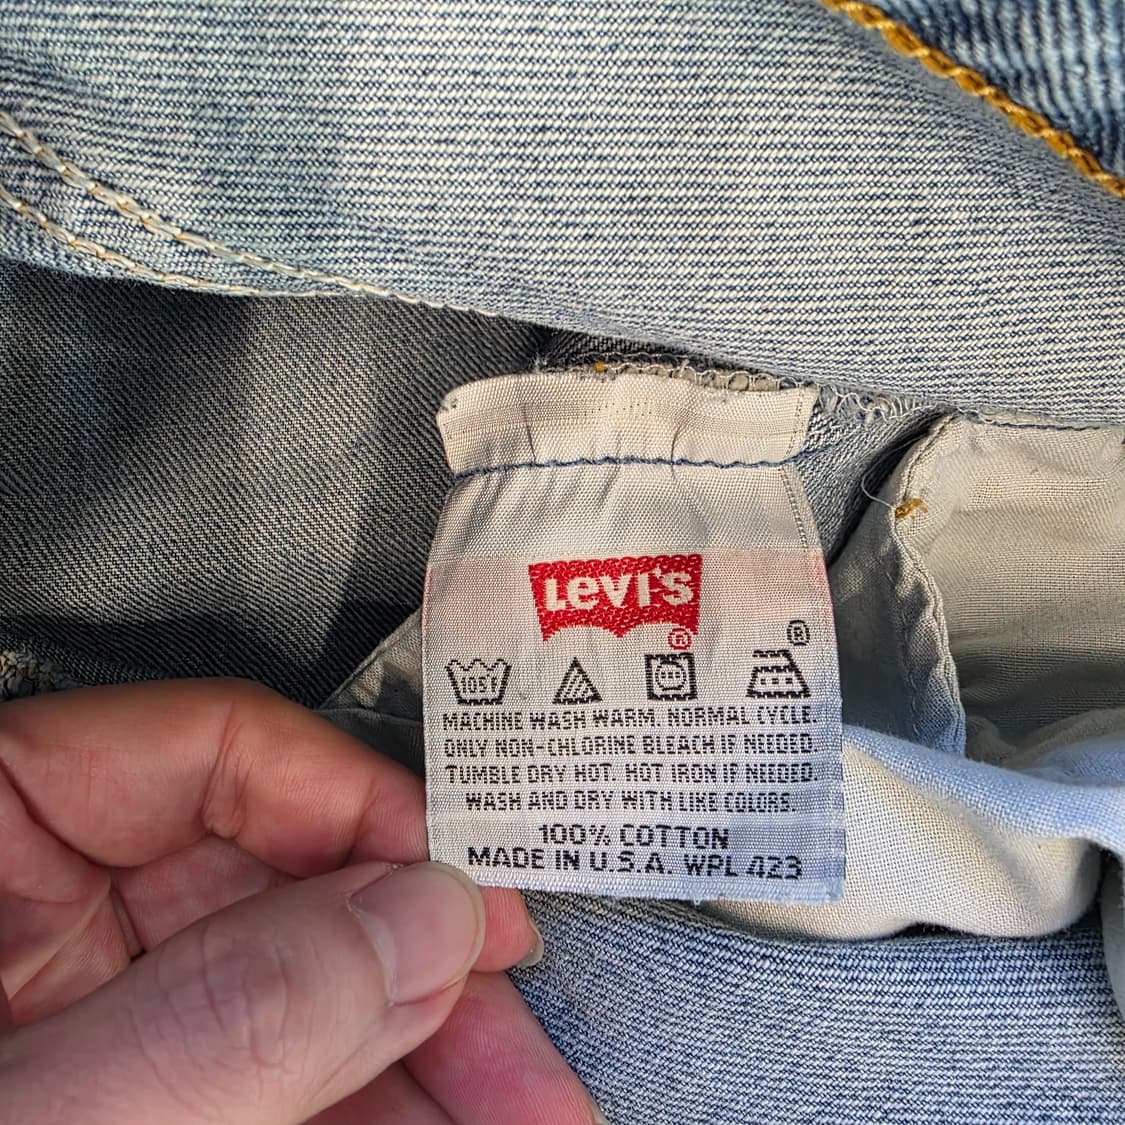 LEVI'S
®
®
105F
MACHINE WASH WARM. NORMAL CYCLE.
ONLY NON-CHLORINE BLEACH IF NEEDED.
TUMBLE DRY HOT. HOT IRON IF NEEDED.
WASH AND DRY WITH LIKE COLORS.
100% COTTON
MADE IN U.S.A. WPL 423